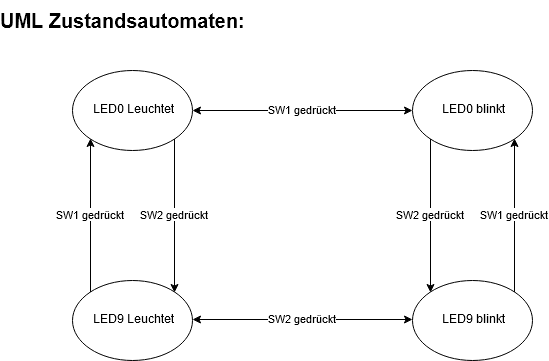 UML Zustandsautomaten:
LED0 Leuchtet
SW1 gedrückt
LED0 blinkt
SW1 gedrückt
SW2 gedrückt
SW2 gedrückt
SW1 gedrückt
LED9 Leuchtet
SW2 gedrückt
LED9 blinkt